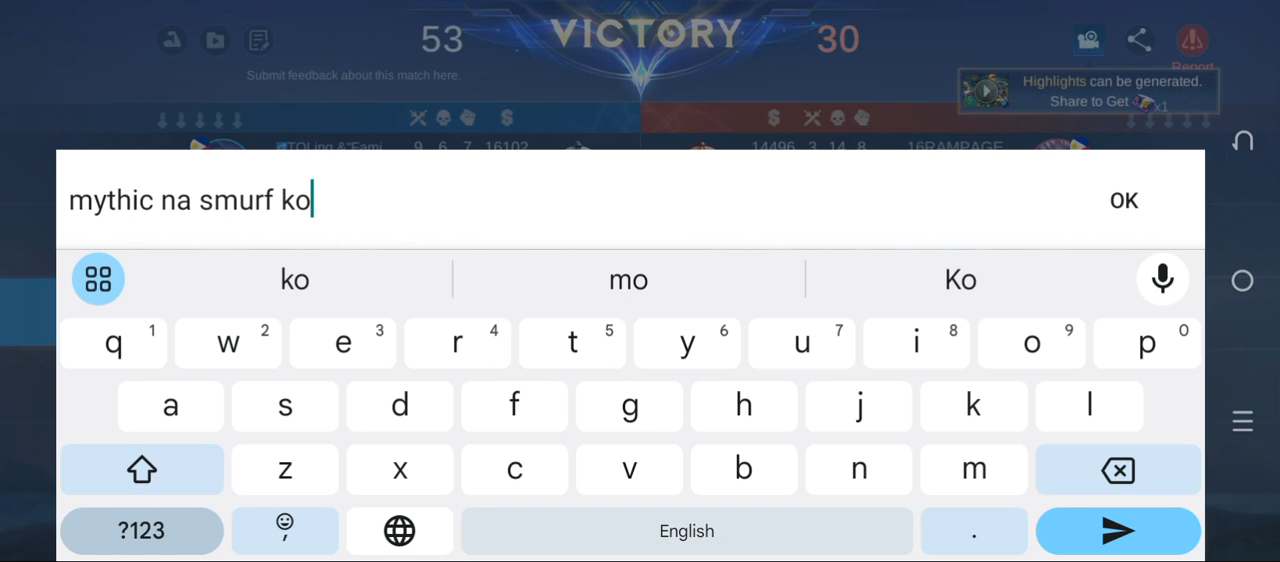 53 VICTORY 30
Submit feedback about this match here.
Report
Highlights can be generated.
Share to Get x1
9 6 7 16102 14496 3 14 8 16RAMPAGE
mythic na smurf ko OK
ko mo Ko
q 1 w 2 e 3 r 4 t 5 y 6 u 7 i 8 o 9 p 0
a s d f g h j k l
z x c v b n m
?123 , English .